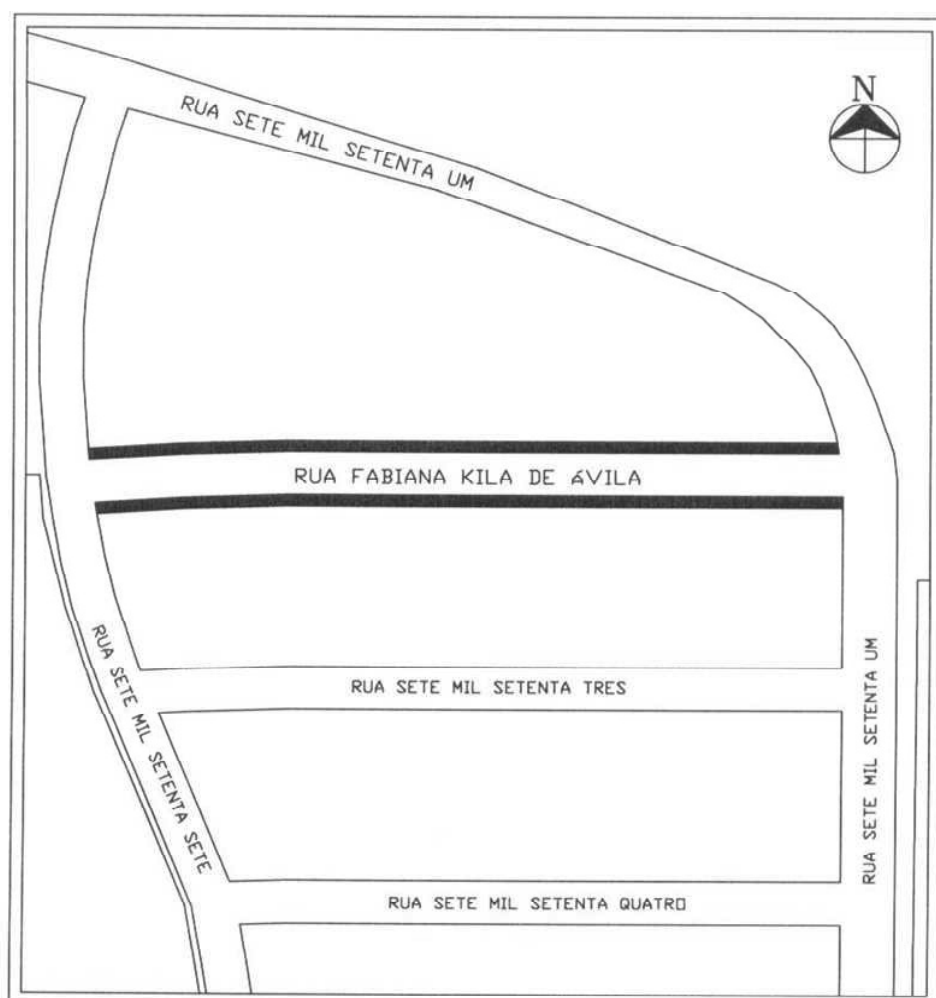 N
RUA SETE MIL SETENTA UM
RUA FABIANA KILA DE ÁVILA
RUA SETE MIL SETENTA SETE
RUA SETE MIL SETENTA TRES
RUA SETE MIL SETENTA UM
RUA SETE MIL SETENTA QUATRO